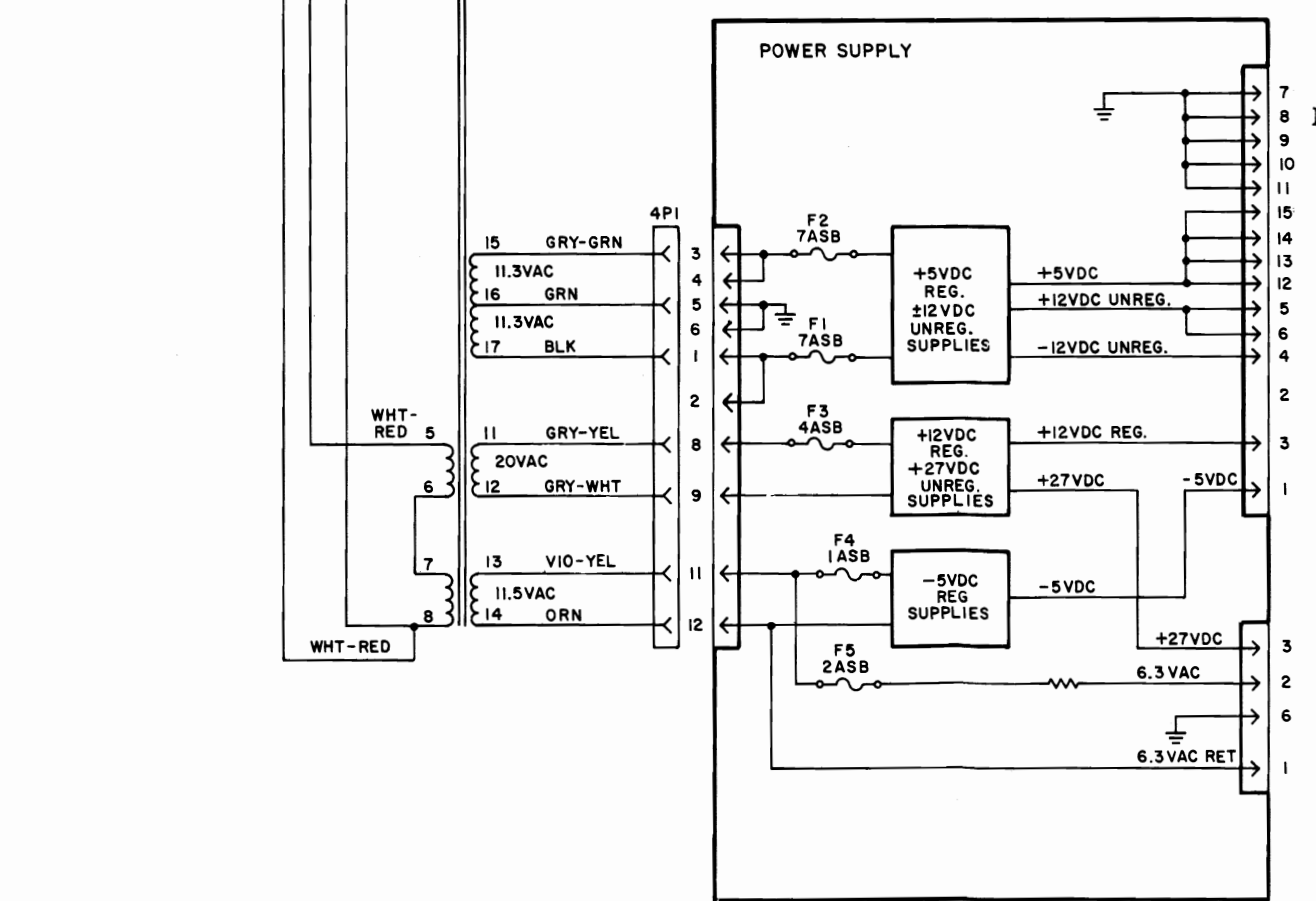 POWER SUPPLY
7
8
9
10
11
15
14
13
12
5
6
4
2
3
1
4P1
F2
7ASB
15 GRY-GRN
3
11.3VAC
4
16 GRN
5
11.3VAC
6
F1
7ASB
17 BLK
1
2
+5VDC
REG.
±12VDC
UNREG.
SUPPLIES
+5VDC
+12VDC UNREG.
-12VDC UNREG.
WHT-
RED 5
11 GRY-YEL
8
20VAC
6
12 GRY-WHT
9
F3
4ASB
+12VDC
REG.
+27VDC
UNREG.
SUPPLIES
+12VDC REG.
+27VDC
-5VDC
7
13 VIO-YEL
11
11.5VAC
8
14 ORN
12
WHT-RED
F4
1ASB
-5VDC
REG
SUPPLIES
-5VDC
F5
2ASB
+27VDC
3
6.3VAC
2
6
6.3VAC RET
1